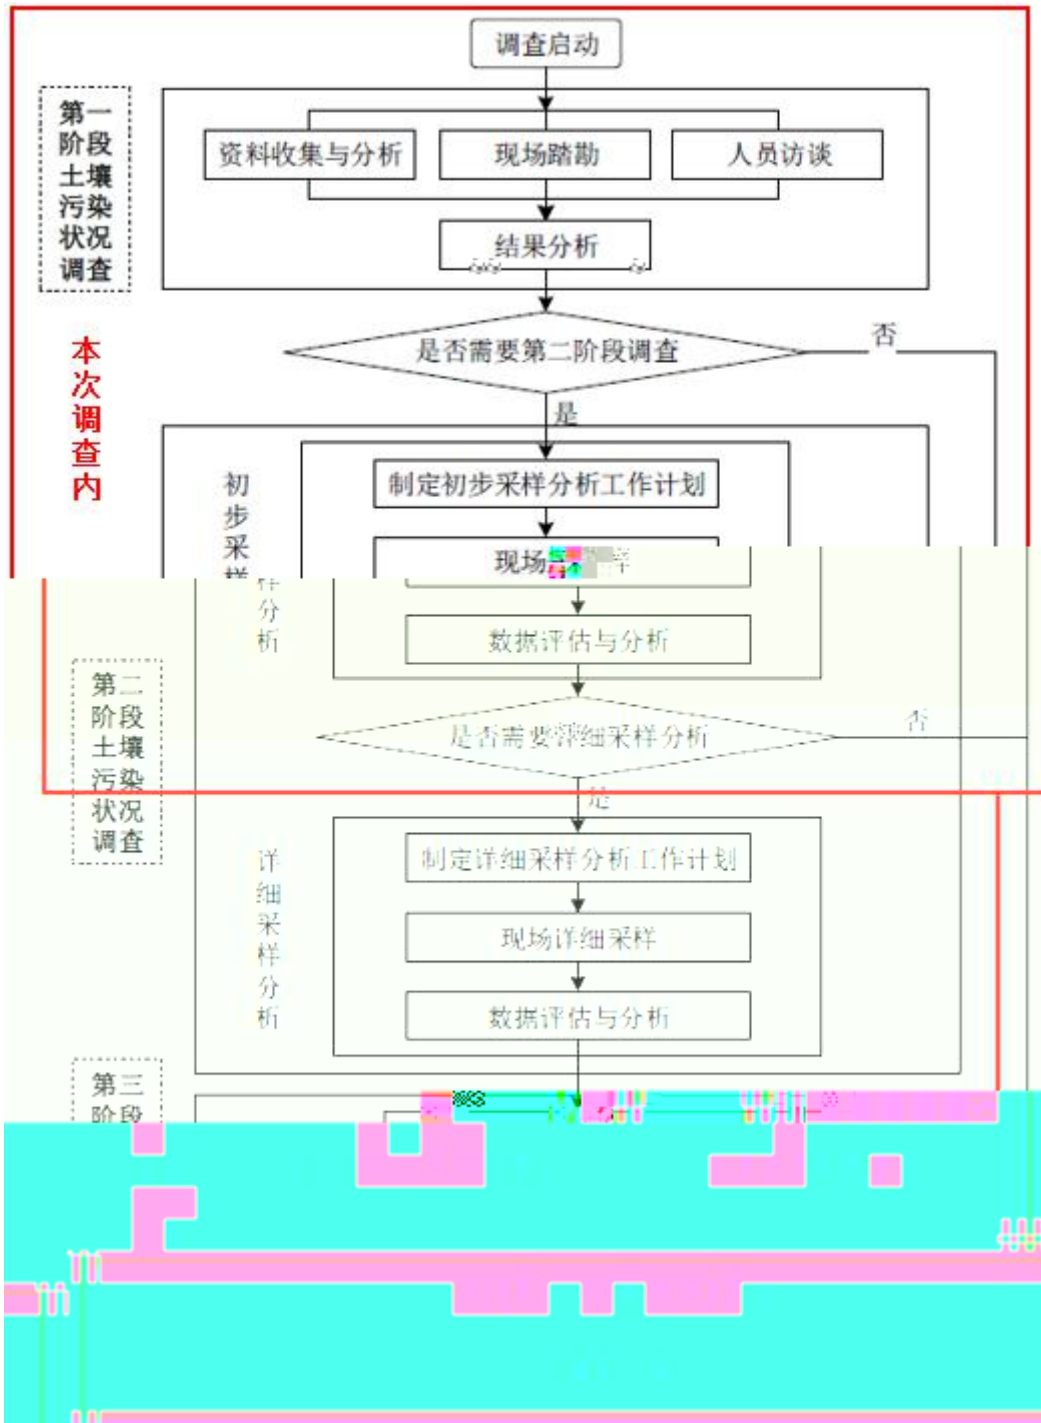 调查启动
第一
阶段
土壤
污染
状况
调查
资料收集与分析
现场踏勘
人员访谈
结果分析
是否需要第二阶段调查
否
是
本次调查内
初步采样
制定初步采样分析工作计划
现场
分析
数据评估与分析
第二
阶段
土壤
污染
状况
调查
是否需要详细采样分析
否
是
详细采样分析
制定详细采样分析工作计划
现场详细采样
数据评估与分析
第三
阶段